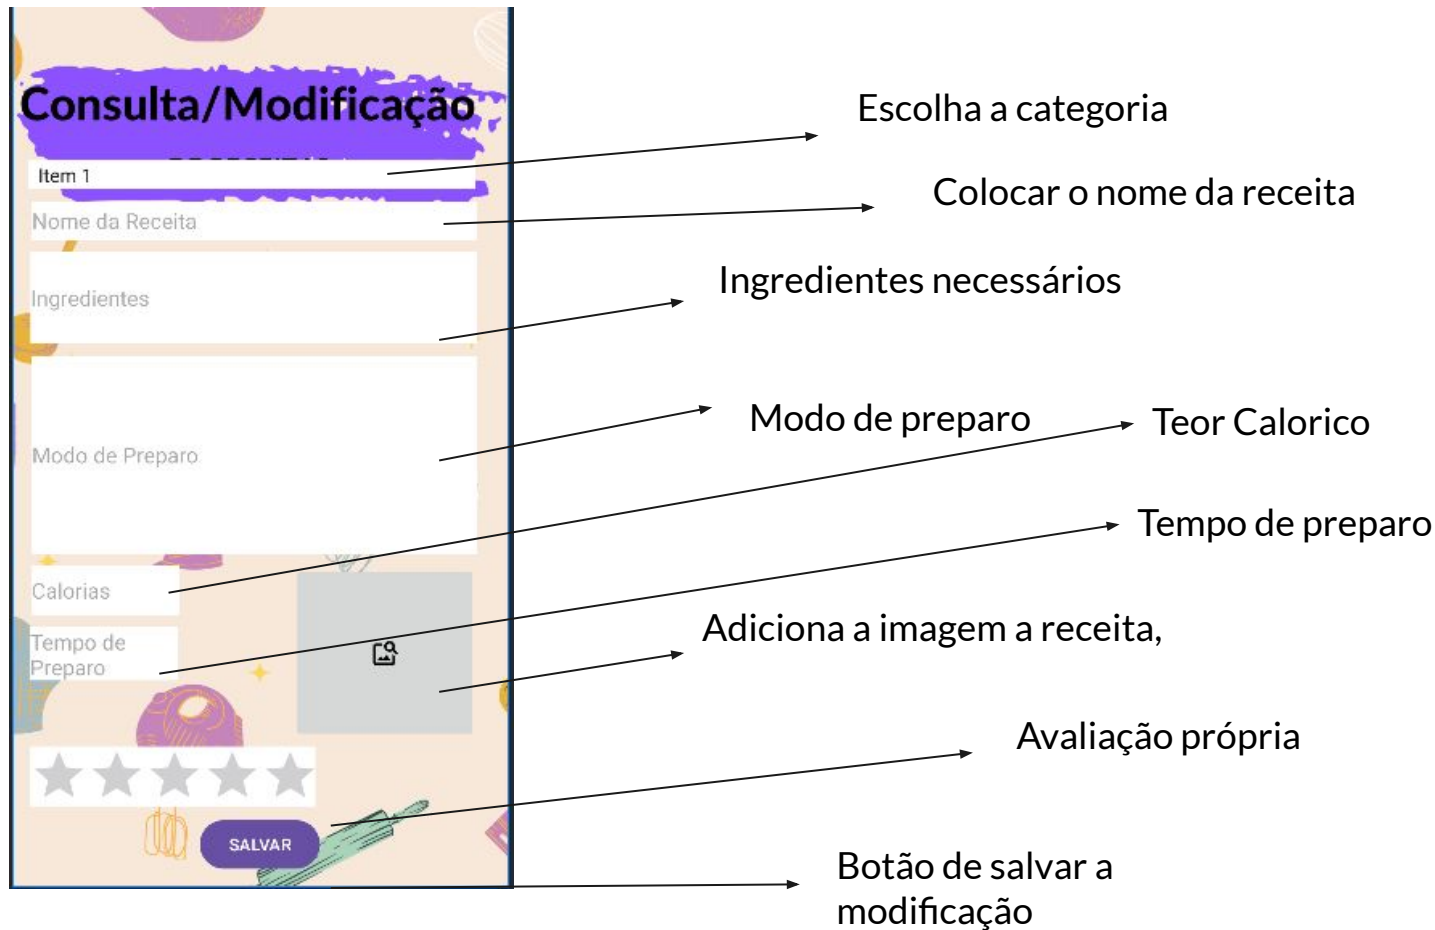 Consulta/Modificação
Item 1
Nome da Receita
Ingredientes
Modo de Preparo
Calorias
Tempo de
Preparo
SALVAR
Escolha a categoria
Colocar o nome da receita
Ingredientes necessários
Modo de preparo
Teor Calorico
Tempo de preparo
Adiciona a imagem a receita,
Avaliação própria
Botão de salvar a
modificação